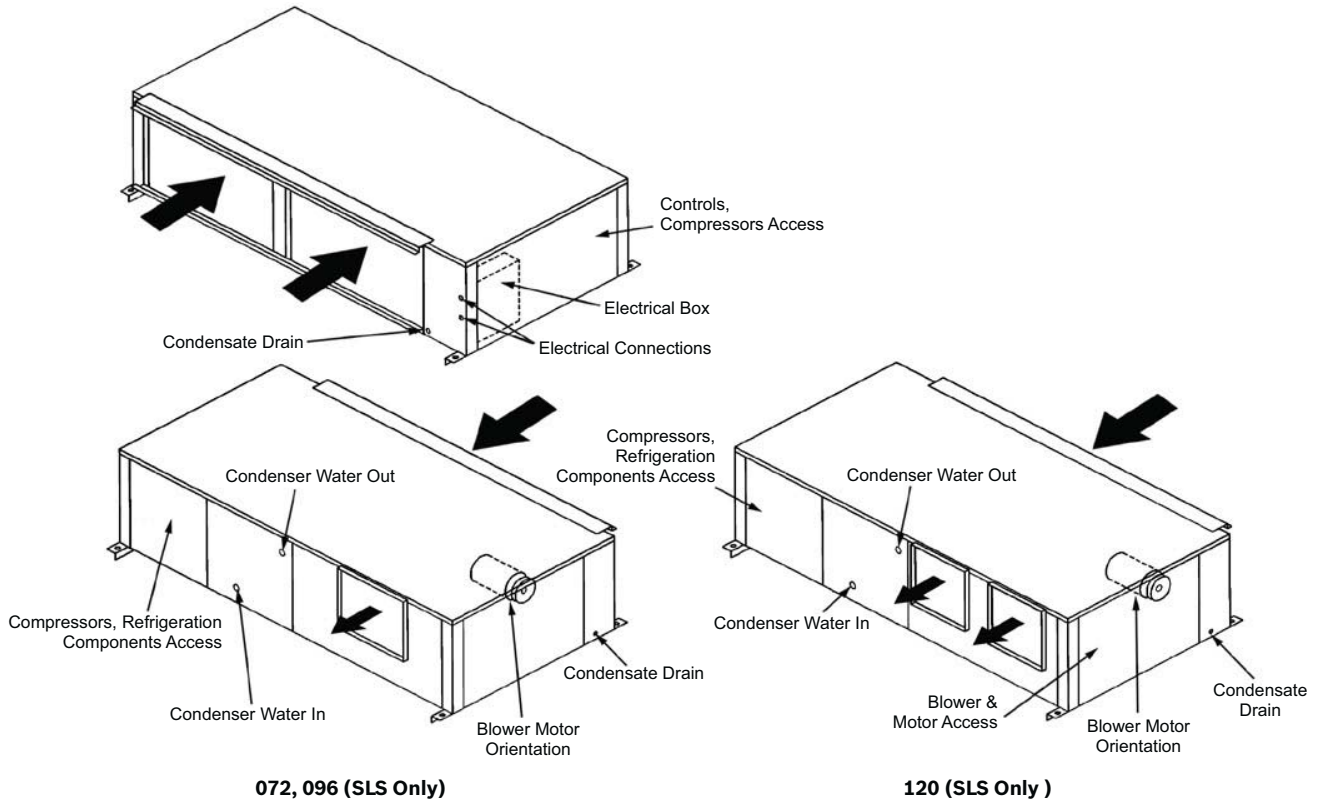 Controls,
Compressors Access
Electrical Box
Condensate Drain
Electrical Connections
Condenser Water Out
Compressors, Refrigeration
Components Access
Condenser Water In
Condensate Drain
Blower Motor
Orientation
072, 096 (SLS Only)
Compressors,
Refrigeration
Components Access
Condenser Water Out
Condenser Water In
Blower &
Motor Access
Blower Motor
Orientation
Condensate
Drain
120 (SLS Only )